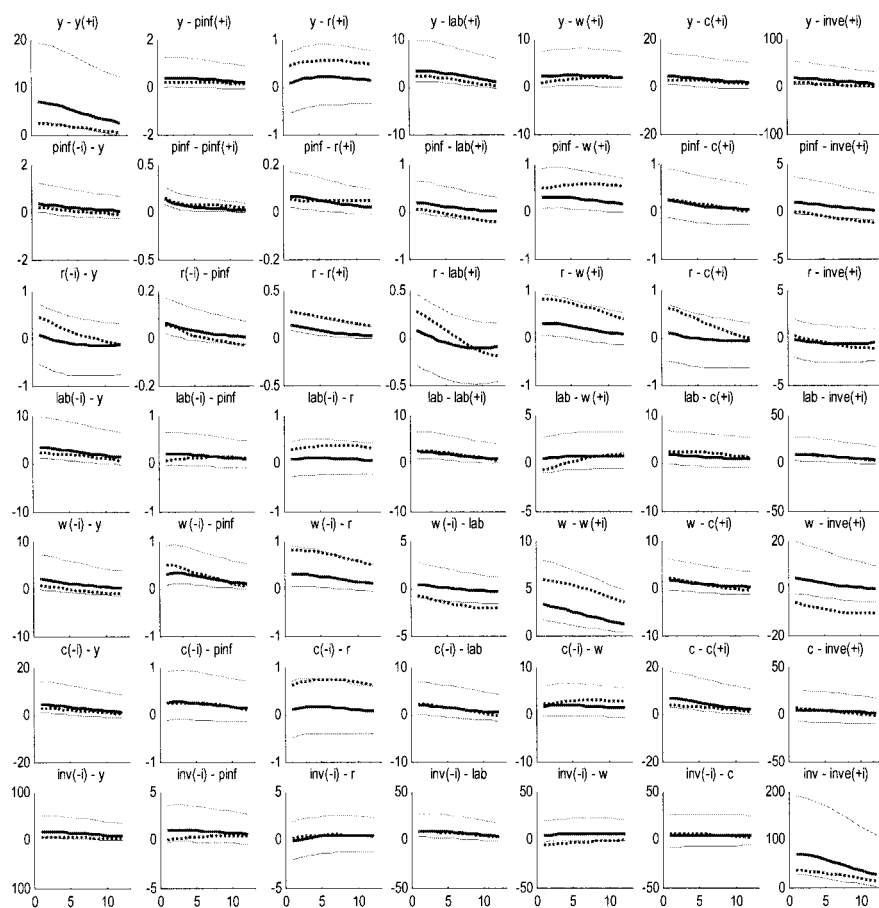 y - y(+i) y - pinf(+i) y - r(+i) y - lab(+i) y - w(+i) y - c(+i) y - inve(+i)
20 2 1 10 10 20 100
10 0 0 0 0 0 0
0 -2 -1 -10 -10 -20 -100
pinf(-i) - y pinf - pinf(+i) pinf - r(+i) pinf - lab(+i) pinf - w(+i) pinf - c(+i) pinf - inve(+i)
2 0.5 0.2 1 1 1 5
0 0 0 0 0 0 0
-2 0.5 0.2 -1 -1 -1 -5
r(-i) - y r(-i) - pinf r - r(+i) r - lab(+i) r - w(+i) r - c(+i) r - inve(+i)
1 0.2 0.5 0.5 1 1 5
0 0 0 0 0 0 0
-1 0.2 0.5 0.5 -1 -1 -5
lab(-i) - y lab(-i) - pinf lab(-i) - r lab - lab(+i) lab - w(+i) lab - c(+i) lab - inve(+i)
10 1 1 10 5 10 50
0 0 0 0 0 0 0
-10 -1 -1 -10 -5 -10 -50
w(-i) - y w(-i) - pinf w(-i) - r w(-i) - lab w - w(+i) w - c(+i) w - inve(+i)
10 1 1 5 10 10 20
0 0 0 0 5 0 0
-10 -1 -1 -5 0 -10 -20
c(-i) - y c(-i) - pinf c(-i) - r c(-i) - lab c(-i) - w c - c(+i) c - inve(+i)
20 1 1 10 10 20 50
0 0 0 0 0 0 0
-20 -1 -1 -10 -10 -20 -50
inv(-i) - y inv(-i) - pinf inv(-i) - r inv(-i) - lab inv(-i) - w inv(-i) - c inv - inve(+i)
100 5 5 50 50 50 200
0 0 0 0 0 0 100
100 -5 -5 -50 -50 -50 0
0 5 10 0 5 10 0 5 10 0 5 10 0 5 10 0 5 10 0 5 10